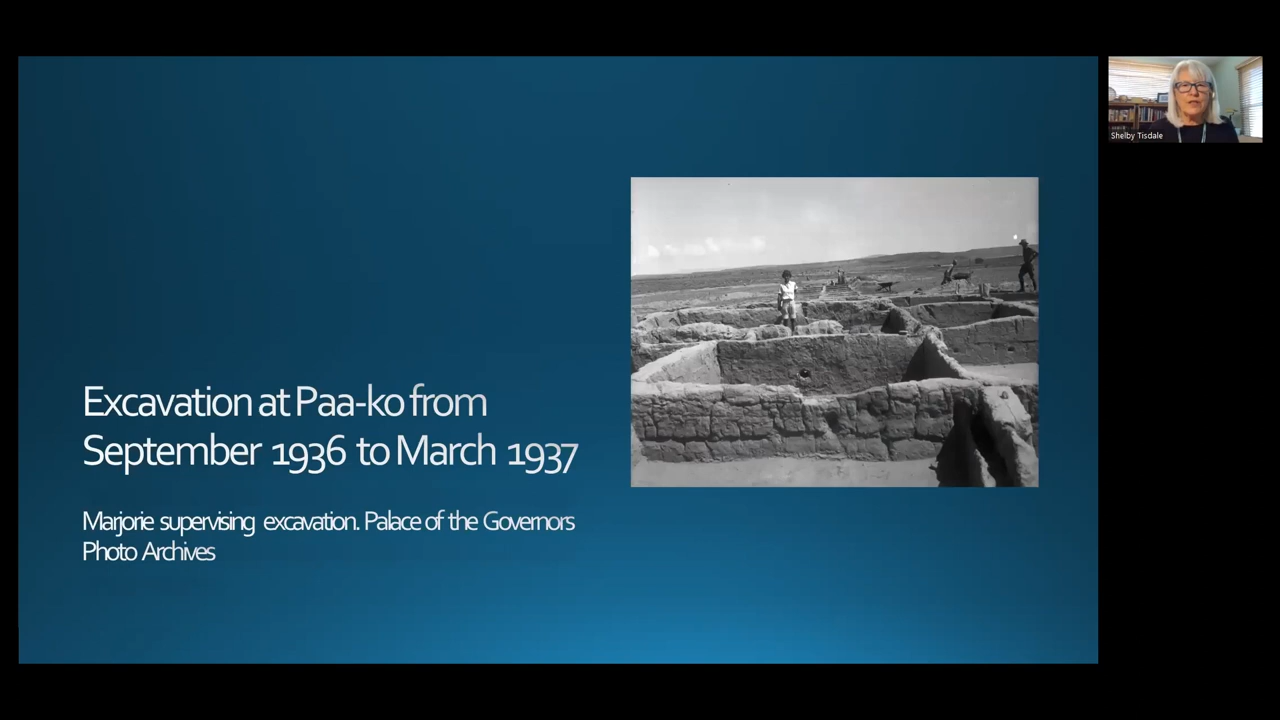 Excavation at Paa-ko from
September 1936 to March 1937
Marjorie supervising excavation. Palace of the Governors
Photo Archives
Shelby Tisdale